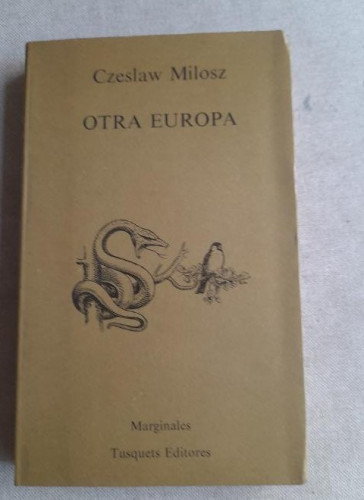 Czeslaw Milosz
OTRA EUROPA
Marginales
Tusquets Editores